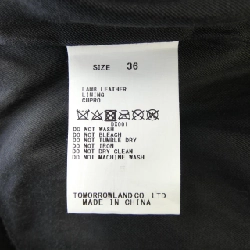 SIZE 36
LAMB LEATHER
LINING
CUPRO
DO NOT WASH
DO NOT BLEACH
DO NOT TUMBLE DRY
DO NOT IRON
DO NOT DRY CLEAN
DO NOT MACHINE WASH
TOMORROWLAND CO., LTD.
MADE IN CHINA